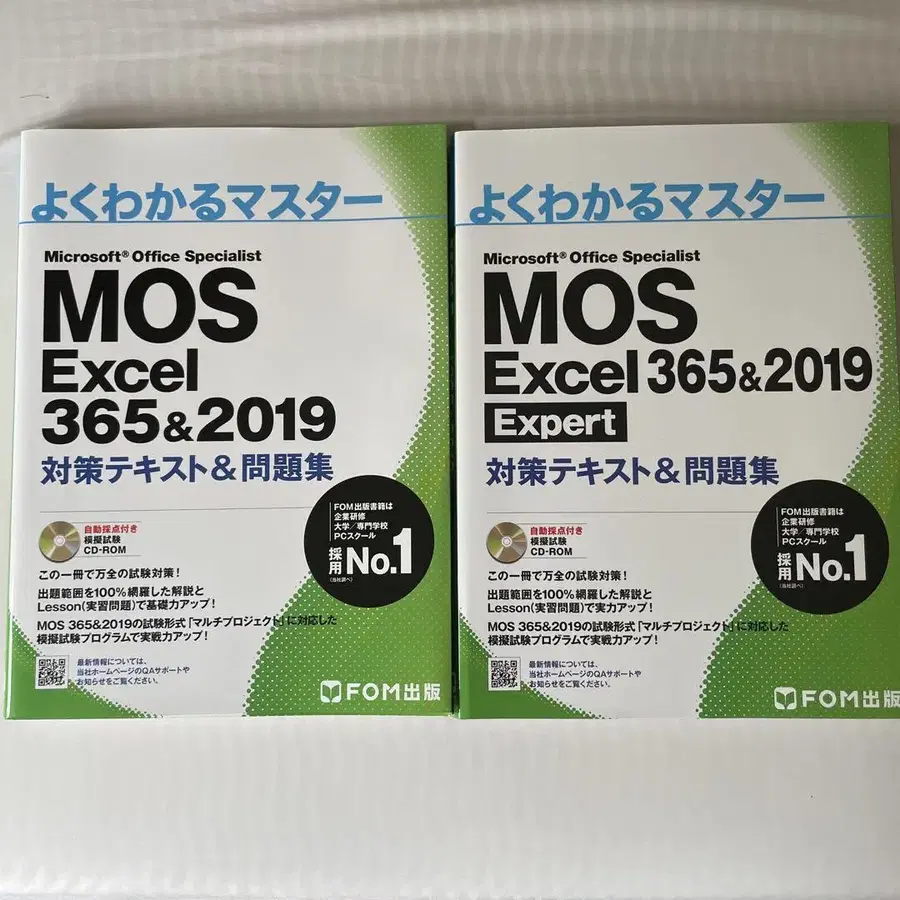 よくわかるマスター
Microsoft® Office Specialist
MOS
Excel
365&2019
対策テキスト&問題集
自動採点付き
模擬試験
CD-ROM
FOM出版書籍は
企業研修
大学/専門学校
PCスクール
採用No.1
(当社調べ)
この一冊で万全の試験対策!
出題範囲を100%網羅した解説と
Lesson(実習問題)で基礎力アップ!
MOS 365&2019の試験形式「マルチプロジェクト」に対応した
模擬試験プログラムで実戦力アップ!
最新情報については、
当社ホームページのQAサポートや
お知らせをご覧ください。
FOM出版
よくわかるマスター
Microsoft® Office Specialist
MOS
Excel 365&2019
Expert
対策テキスト&問題集
自動採点付き
模擬試験
CD-ROM
FOM出版書籍は
企業研修
大学/専門学校
PCスクール
採用No.1
(当社調べ)
この一冊で万全の試験対策!
出題範囲を100%網羅した解説と
Lesson(実習問題)で実力アップ!
MOS 365&2019の試験形式「マルチプロジェクト」に対応した
模擬試験プログラムで実戦力アップ!
最新情報については、
当社ホームページのQAサポートや
お知らせをご覧ください。
FOM出版